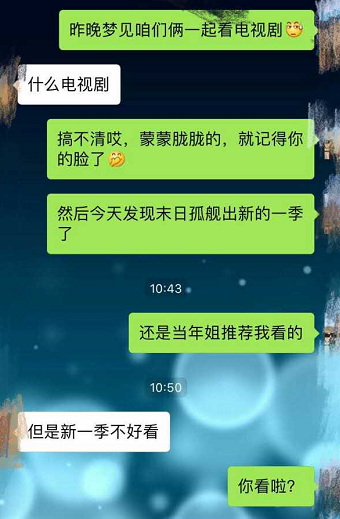 昨晚梦见咱们俩一起看电视剧
什么电视剧
搞不清哎，蒙蒙胧胧的，就记得你
的脸了
然后今天发现末日孤舰出新的一季
了
10:43
还是当年姐推荐我看的
10:50
但是新一季不好看
你看啦？